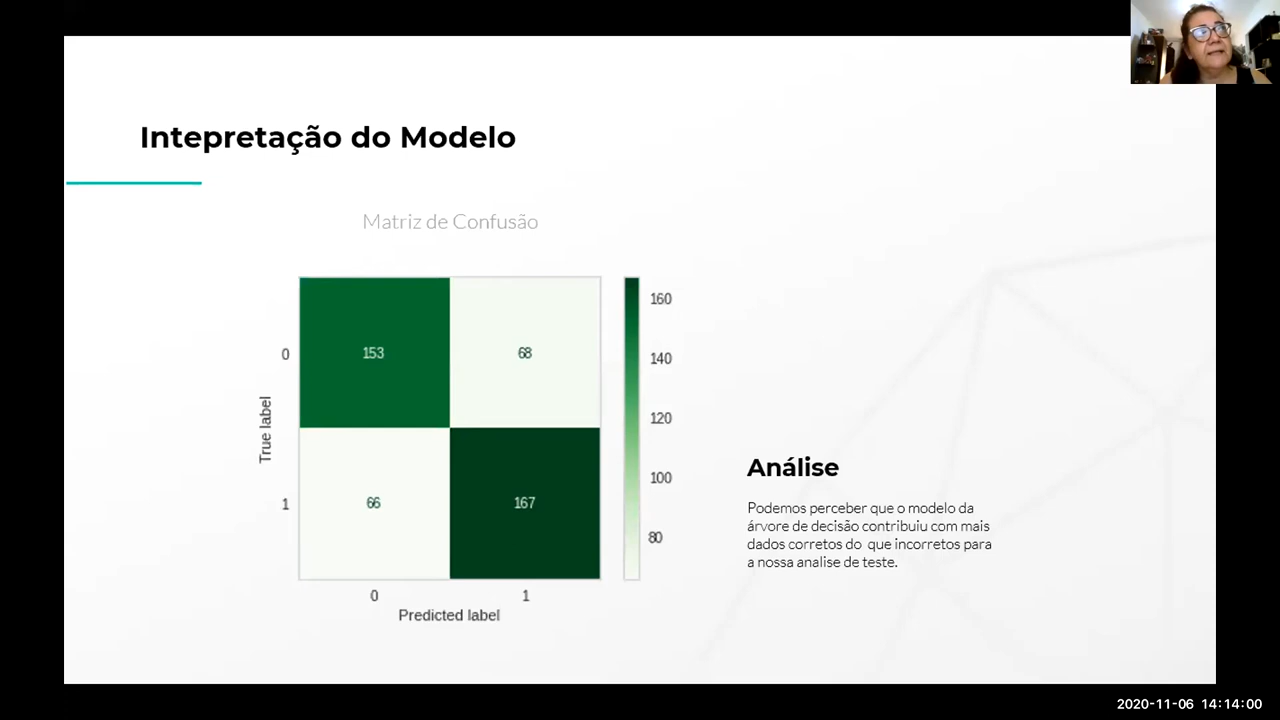 Intepretação do Modelo
Matriz de Confusão
153
68
66
167
0
1
True label
0
1
Predicted label
160
140
120
100
80
Análise
Podemos perceber que o modelo da
árvore de decisão contribuiu com mais
dados corretos do que incorretos para
a nossa analise de teste.
2020-11-06 14:14:00